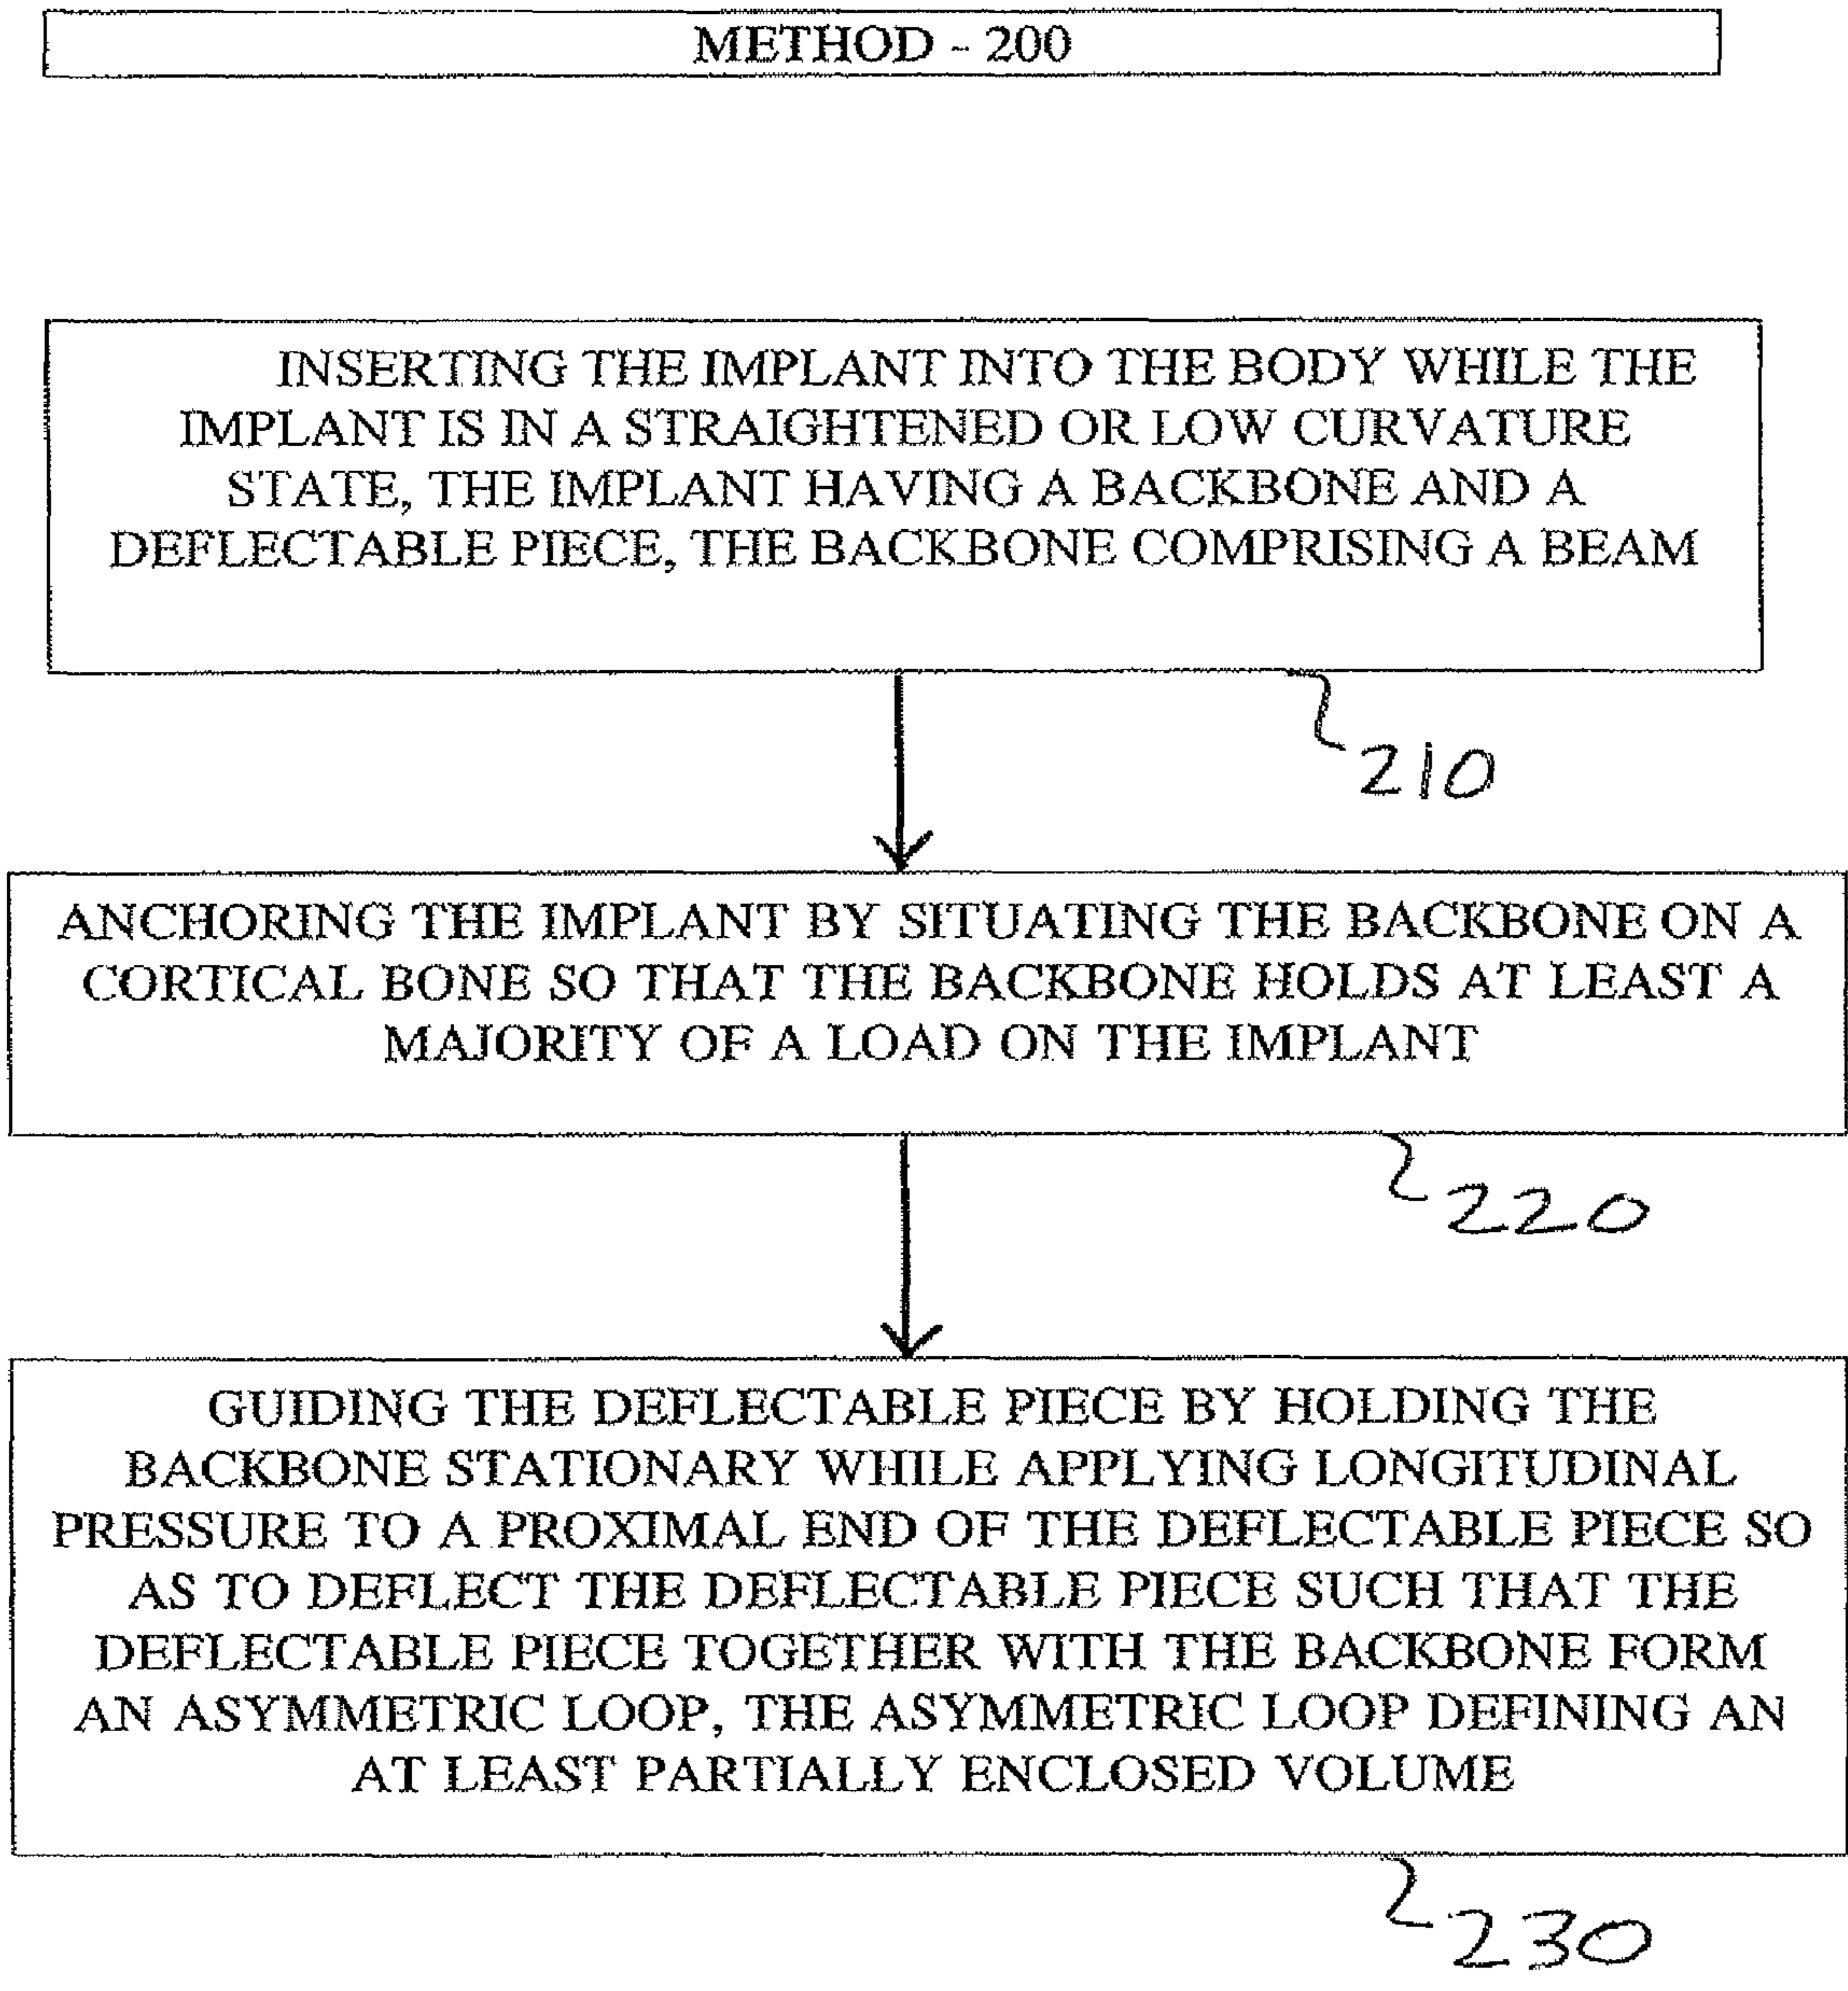 METHOD - 200
INSERTING THE IMPLANT INTO THE BODY WHILE THE
IMPLANT IS IN A STRAIGHTENED OR LOW CURVATURE
STATE, THE IMPLANT HAVING A BACKBONE AND A
DEFLECTABLE PIECE, THE BACKBONE COMPRISING A BEAM
210
ANCHORING THE IMPLANT BY SITUATING THE BACKBONE ON A
CORTICAL BONE SO THAT THE BACKBONE HOLDS AT LEAST A
MAJORITY OF A LOAD ON THE IMPLANT
220
GUIDING THE DEFLECTABLE PIECE BY HOLDING THE
BACKBONE STATIONARY WHILE APPLYING LONGITUDINAL
PRESSURE TO A PROXIMAL END OF THE DEFLECTABLE PIECE SO
AS TO DEFLECT THE DEFLECTABLE PIECE SUCH THAT THE
DEFLECTABLE PIECE TOGETHER WITH THE BACKBONE FORM
AN ASYMMETRIC LOOP, THE ASYMMETRIC LOOP DEFINING AN
AT LEAST PARTIALLY ENCLOSED VOLUME
230